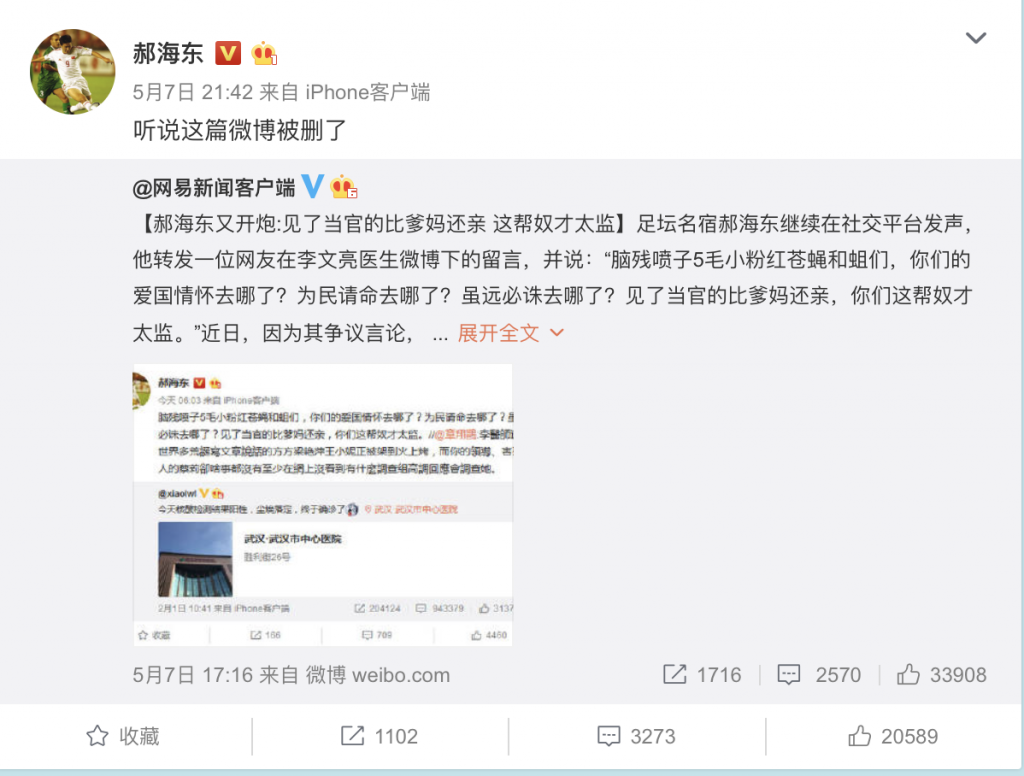 郝海东
5月7日 21:42 来自 iPhone客户端
听说这篇微博被删了
@网易新闻客户端
【郝海东又开炮:见了当官的比爹妈还亲 这帮奴才太监】足坛名宿郝海东继续在社交平台发声，
他转发一位网友在李文亮医生微博下的留言，并说：“脑残喷子5毛小粉红苍蝇和蛆们，你们的
爱国情怀去哪了？为民请命去哪了？虽远必诛去哪了？见了当官的比爹妈还亲，你们这帮奴才
太监。”近日，因为其争议言论， ... 展开全文
郝海东
今天 06:03 来自 iPhone客户端
脑残喷子5毛小粉红苍蝇和蛆们，你们的爱国情怀去哪了？为民请命去哪了？
必诛去哪了？见了当官的比爹妈还亲，你们这帮奴才太监。//
@xiaolwl
今天核酸检测结果阳性，尘埃落定，终于确诊了 武汉·武汉市中心医院
武汉·武汉市中心医院
胜利街26号
2月1日 10:41 来自 iPhone客户端 204124 943379
收藏 166 709 4460
5月7日 17:16 来自 微博 weibo.com 1716 2570 33908
收藏 1102 3273 20589